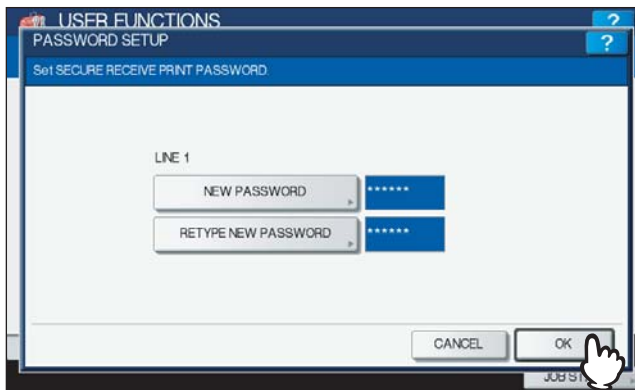 USER FUNCTIONS
?
PASSWORD SETUP
?
Set SECURE RECEIVE PRINT PASSWORD.
LINE 1
NEW PASSWORD
******
RETYPE NEW PASSWORD
******
CANCEL
OK